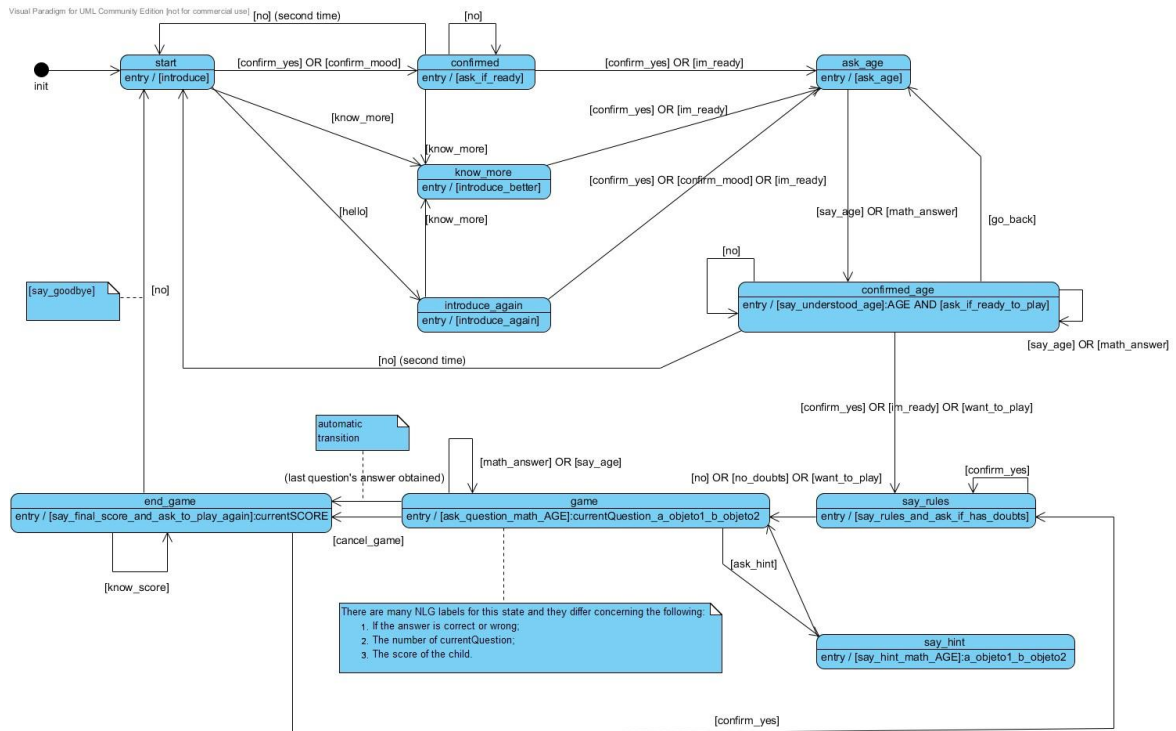 Visual Paradigm for UML Community Edition [not for commercial use]
[no] (second time)
[no]
start
entry / [introduce]
[confirm_yes] OR [confirm_mood]
confirmed
entry / [ask_if_ready]
[confirm_yes] OR [im_ready]
ask_age
entry / [ask_age]
init
[know_more]
[confirm_yes] OR [im_ready]
[know_more]
know_more
entry / [introduce_better]
[confirm_yes] OR [confirm_mood] OR [im_ready]
[hello]
[know_more]
[say_age] OR [math_answer]
[go_back]
[no]
[say_goodbye]
[no]
introduce_again
entry / [introduce_again]
confirmed_age
entry / [say_understood_age]:AGE AND [ask_if_ready_to_play]
[say_age] OR [math_answer]
[no] (second time)
[confirm_yes] OR [im_ready] OR [want_to_play]
automatic
transition
[math_answer] OR [say_age]
[confirm_yes]
(last question's answer obtained)
[no] OR [no_doubts] OR [want_to_play]
end_game
entry / [say_final_score_and_ask_to_play_again]:currentSCORE
game
entry / [ask_question_math_AGE]:currentQuestion_a_objeto1_b_objeto2
say_rules
entry / [say_rules_and_ask_if_has_doubts]
[cancel_game]
[ask_hint]
[know_score]
There are many NLG labels for this state and they differ concerning the following:
1. If the answer is correct or wrong;
2. The number of currentQuestion;
3. The score of the child.
say_hint
entry / [say_hint_math_AGE]:a_objeto1_b_objeto2
[confirm_yes]